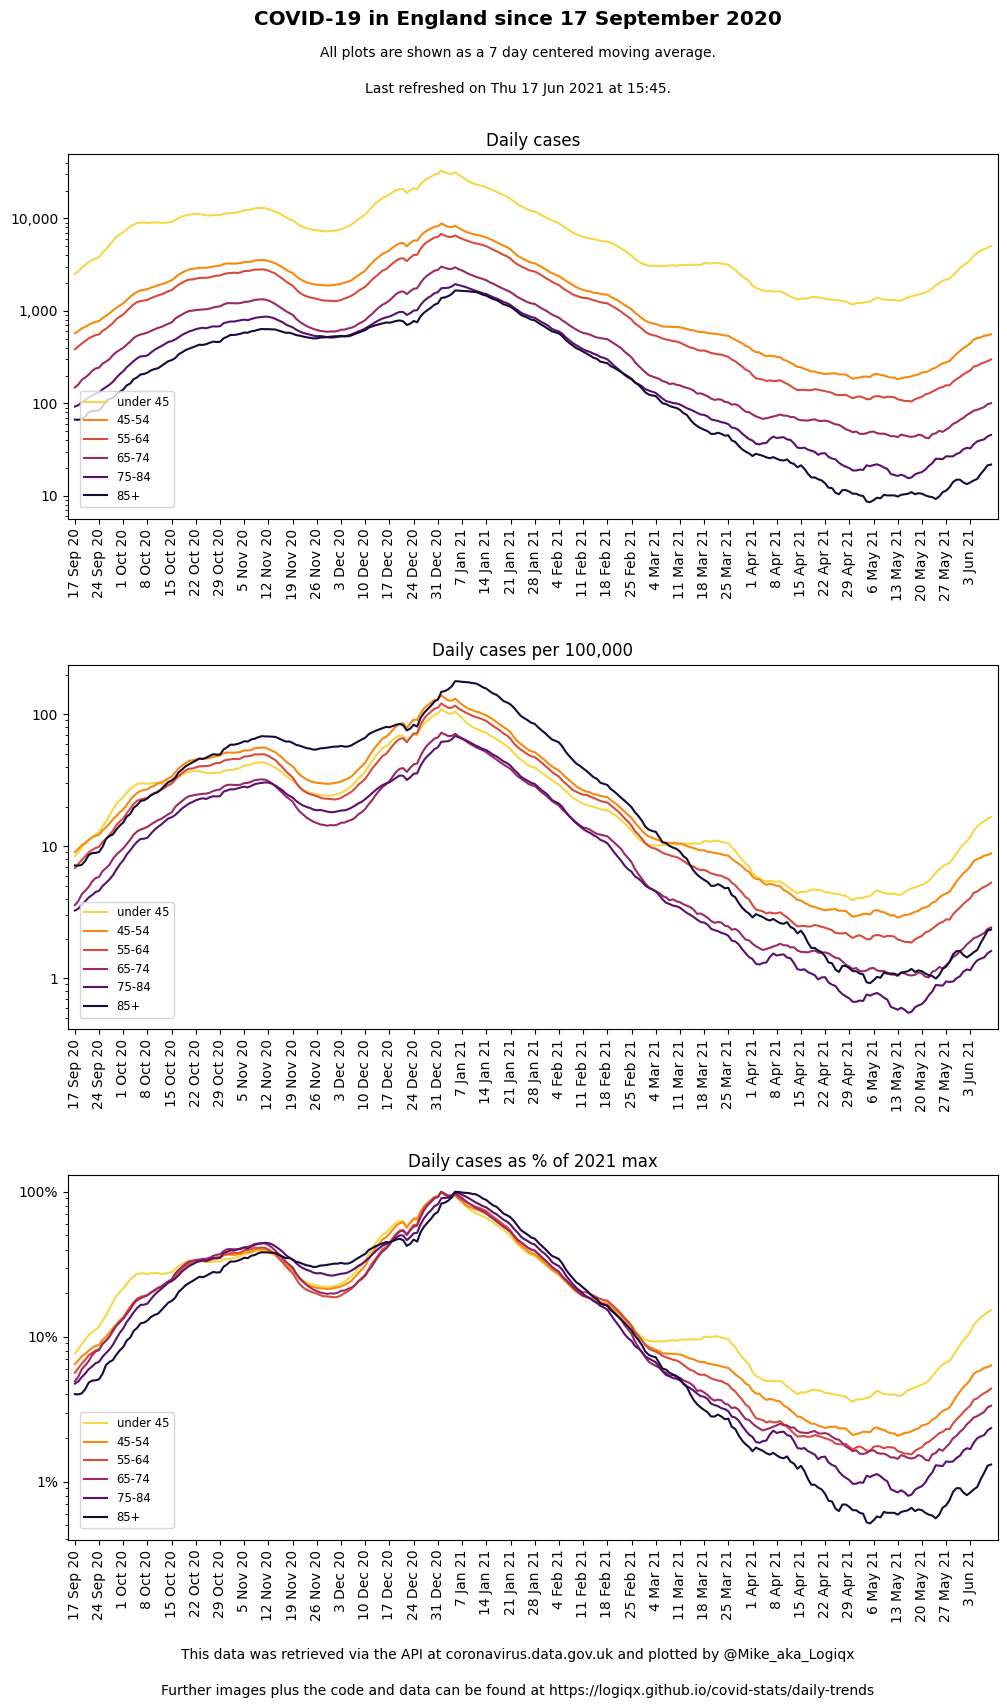 COVID-19 in England since 17 September 2020
All plots are shown as a 7 day centered moving average.
Last refreshed on Thu 17 Jun 2021 at 15:45.
Daily cases
10,000
1,000
100
10
under 45
45-54
55-64
65-74
75-84
85+
17 Sep 20
24 Sep 20
1 Oct 20
8 Oct 20
15 Oct 20
22 Oct 20
29 Oct 20
5 Nov 20
12 Nov 20
19 Nov 20
26 Nov 20
3 Dec 20
10 Dec 20
17 Dec 20
24 Dec 20
31 Dec 20
7 Jan 21
14 Jan 21
21 Jan 21
28 Jan 21
4 Feb 21
11 Feb 21
18 Feb 21
25 Feb 21
4 Mar 21
11 Mar 21
18 Mar 21
25 Mar 21
1 Apr 21
8 Apr 21
15 Apr 21
22 Apr 21
29 Apr 21
6 May 21
13 May 21
20 May 21
27 May 21
3 Jun 21
Daily cases per 100,000
100
10
1
under 45
45-54
55-64
65-74
75-84
85+
17 Sep 20
24 Sep 20
1 Oct 20
8 Oct 20
15 Oct 20
22 Oct 20
29 Oct 20
5 Nov 20
12 Nov 20
19 Nov 20
26 Nov 20
3 Dec 20
10 Dec 20
17 Dec 20
24 Dec 20
31 Dec 20
7 Jan 21
14 Jan 21
21 Jan 21
28 Jan 21
4 Feb 21
11 Feb 21
18 Feb 21
25 Feb 21
4 Mar 21
11 Mar 21
18 Mar 21
25 Mar 21
1 Apr 21
8 Apr 21
15 Apr 21
22 Apr 21
29 Apr 21
6 May 21
13 May 21
20 May 21
27 May 21
3 Jun 21
Daily cases as % of 2021 max
100%
10%
1%
under 45
45-54
55-64
65-74
75-84
85+
17 Sep 20
24 Sep 20
1 Oct 20
8 Oct 20
15 Oct 20
22 Oct 20
29 Oct 20
5 Nov 20
12 Nov 20
19 Nov 20
26 Nov 20
3 Dec 20
10 Dec 20
17 Dec 20
24 Dec 20
31 Dec 20
7 Jan 21
14 Jan 21
21 Jan 21
28 Jan 21
4 Feb 21
11 Feb 21
18 Feb 21
25 Feb 21
4 Mar 21
11 Mar 21
18 Mar 21
25 Mar 21
1 Apr 21
8 Apr 21
15 Apr 21
22 Apr 21
29 Apr 21
6 May 21
13 May 21
20 May 21
27 May 21
3 Jun 21
This data was retrieved via the API at coronavirus.data.gov.uk and plotted by @Mike_aka_Logiqx
Further images plus the code and data can be found at https://logiqx.github.io/covid-stats/daily-trends